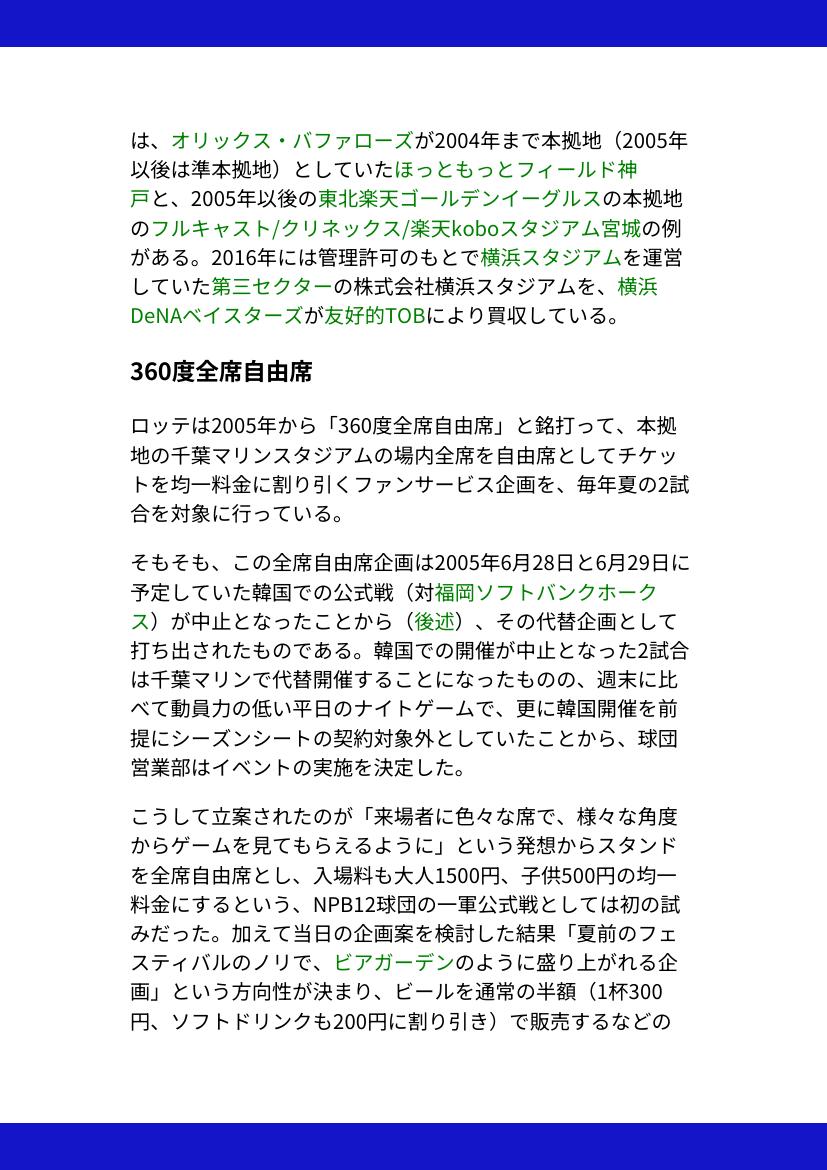 は、オリックス・バファローズが2004年まで本拠地（2005年
以後は準本拠地）としていたほっともっとフィールド神
戸と、2005年以後の東北楽天ゴールデンイーグルスの本拠地
のフルキャスト/クリネックス/楽天koboスタジアム宮城の例
がある。2016年には管理許可のもとで横浜スタジアムを運営
していた第三セクターの株式会社横浜スタジアムを、横浜
DeNAベイスターズが友好的TOBにより買収している。
360度全席自由席
ロッテは2005年から「360度全席自由席」と銘打って、本拠
地の千葉マリンスタジアムの場内全席を自由席としてチケッ
トを均一料金に割り引くファンサービス企画を、毎年夏の2試
合を対象に行っている。
そもそも、この全席自由席企画は2005年6月28日と6月29日に
予定していた韓国での公式戦（対福岡ソフトバンクホーク
ス）が中止となったことから（後述）、その代替企画として
打ち出されたものである。韓国での開催が中止となった2試合
は千葉マリンで代替開催することになったものの、週末に比
べて動員力の低い平日のナイトゲームで、更に韓国開催を前
提にシーズンシートの契約対象外としていたことから、球団
営業部はイベントの実施を決定した。
こうして立案されたのが「来場者に色々な席で、様々な角度
からゲームを見てもらえるように」という発想からスタンド
を全席自由席とし、入場料も大人1500円、子供500円の均一
料金にするという、NPB12球団の一軍公式戦としては初の試
みだった。加えて当日の企画案を検討した結果「夏前のフェ
スティバルのノリで、ビアガーデンのように盛り上がれる企
画」という方向性が決まり、ビールを通常の半額（1杯300
円、ソフトドリンクも200円に割り引き）で販売するなどの